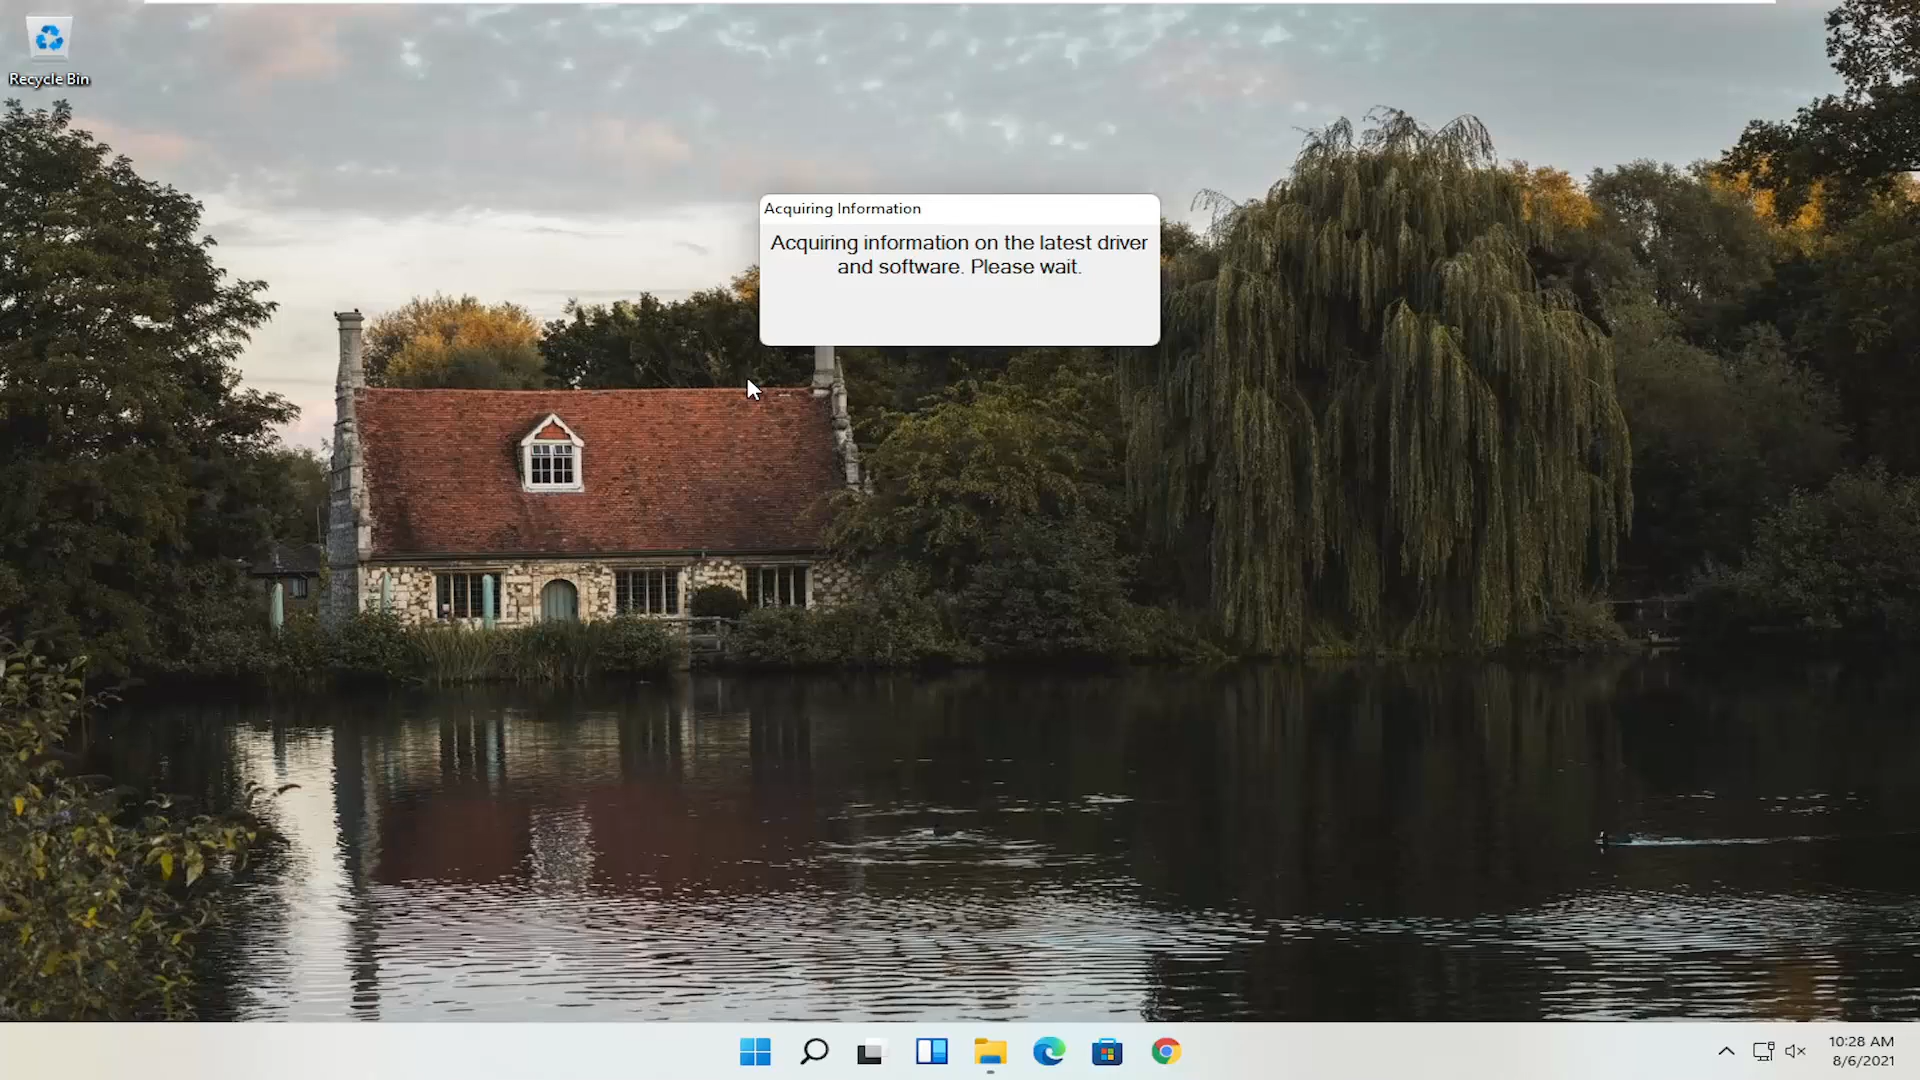 Recycle Bin
Acquiring Information
Acquiring information on the latest driver
and software. Please wait.
10:28 AM
8/6/2021